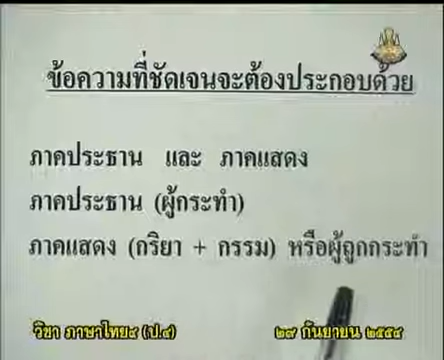 ข้อความที่ชัดเจนจะต้องประกอบด้วย
ภาคประธาน และ ภาคแสดง
ภาคประธาน (ผู้กระทำ)
ภาคแสดง (กริยา + กรรม) หรือผู้ถูกกระทำ
วิชา ภาษาไทย๔ (ป.๔)
๒๙ กันยายน ๒๕๕๔